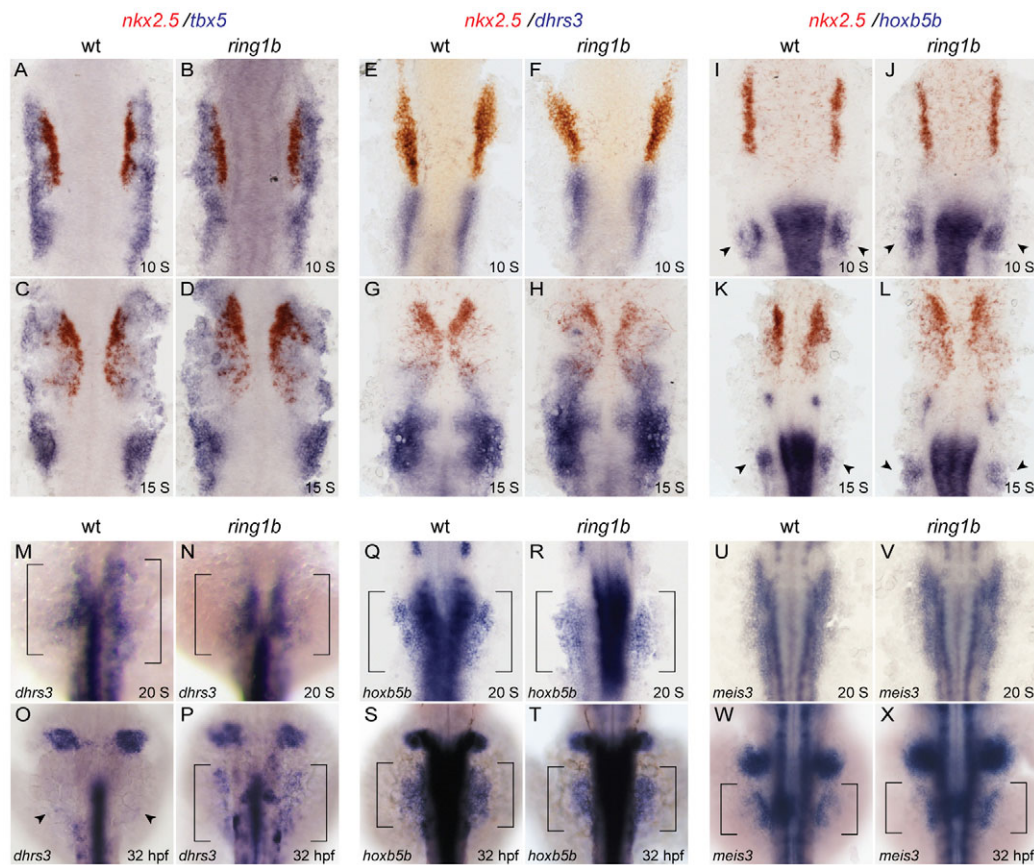 nkx2.5 /tbx5 nkx2.5 /dhrs3 nkx2.5 /hoxb5b
wt ring1b wt ring1b wt ring1b
A B E F I J
10 S 10 S 10 S 10 S 10 S 10 S
C D G H K L
15 S 15 S 15 S 15 S 15 S 15 S
wt ring1b wt ring1b wt ring1b
M N Q R U V
dhrs3 20 S dhrs3 20 S hoxb5b 20 S hoxb5b 20 S meis3 20 S meis3 20 S
O P S T W X
dhrs3 32 hpf dhrs3 32 hpf hoxb5b 32 hpf hoxb5b 32 hpf meis3 32 hpf meis3 32 hpf